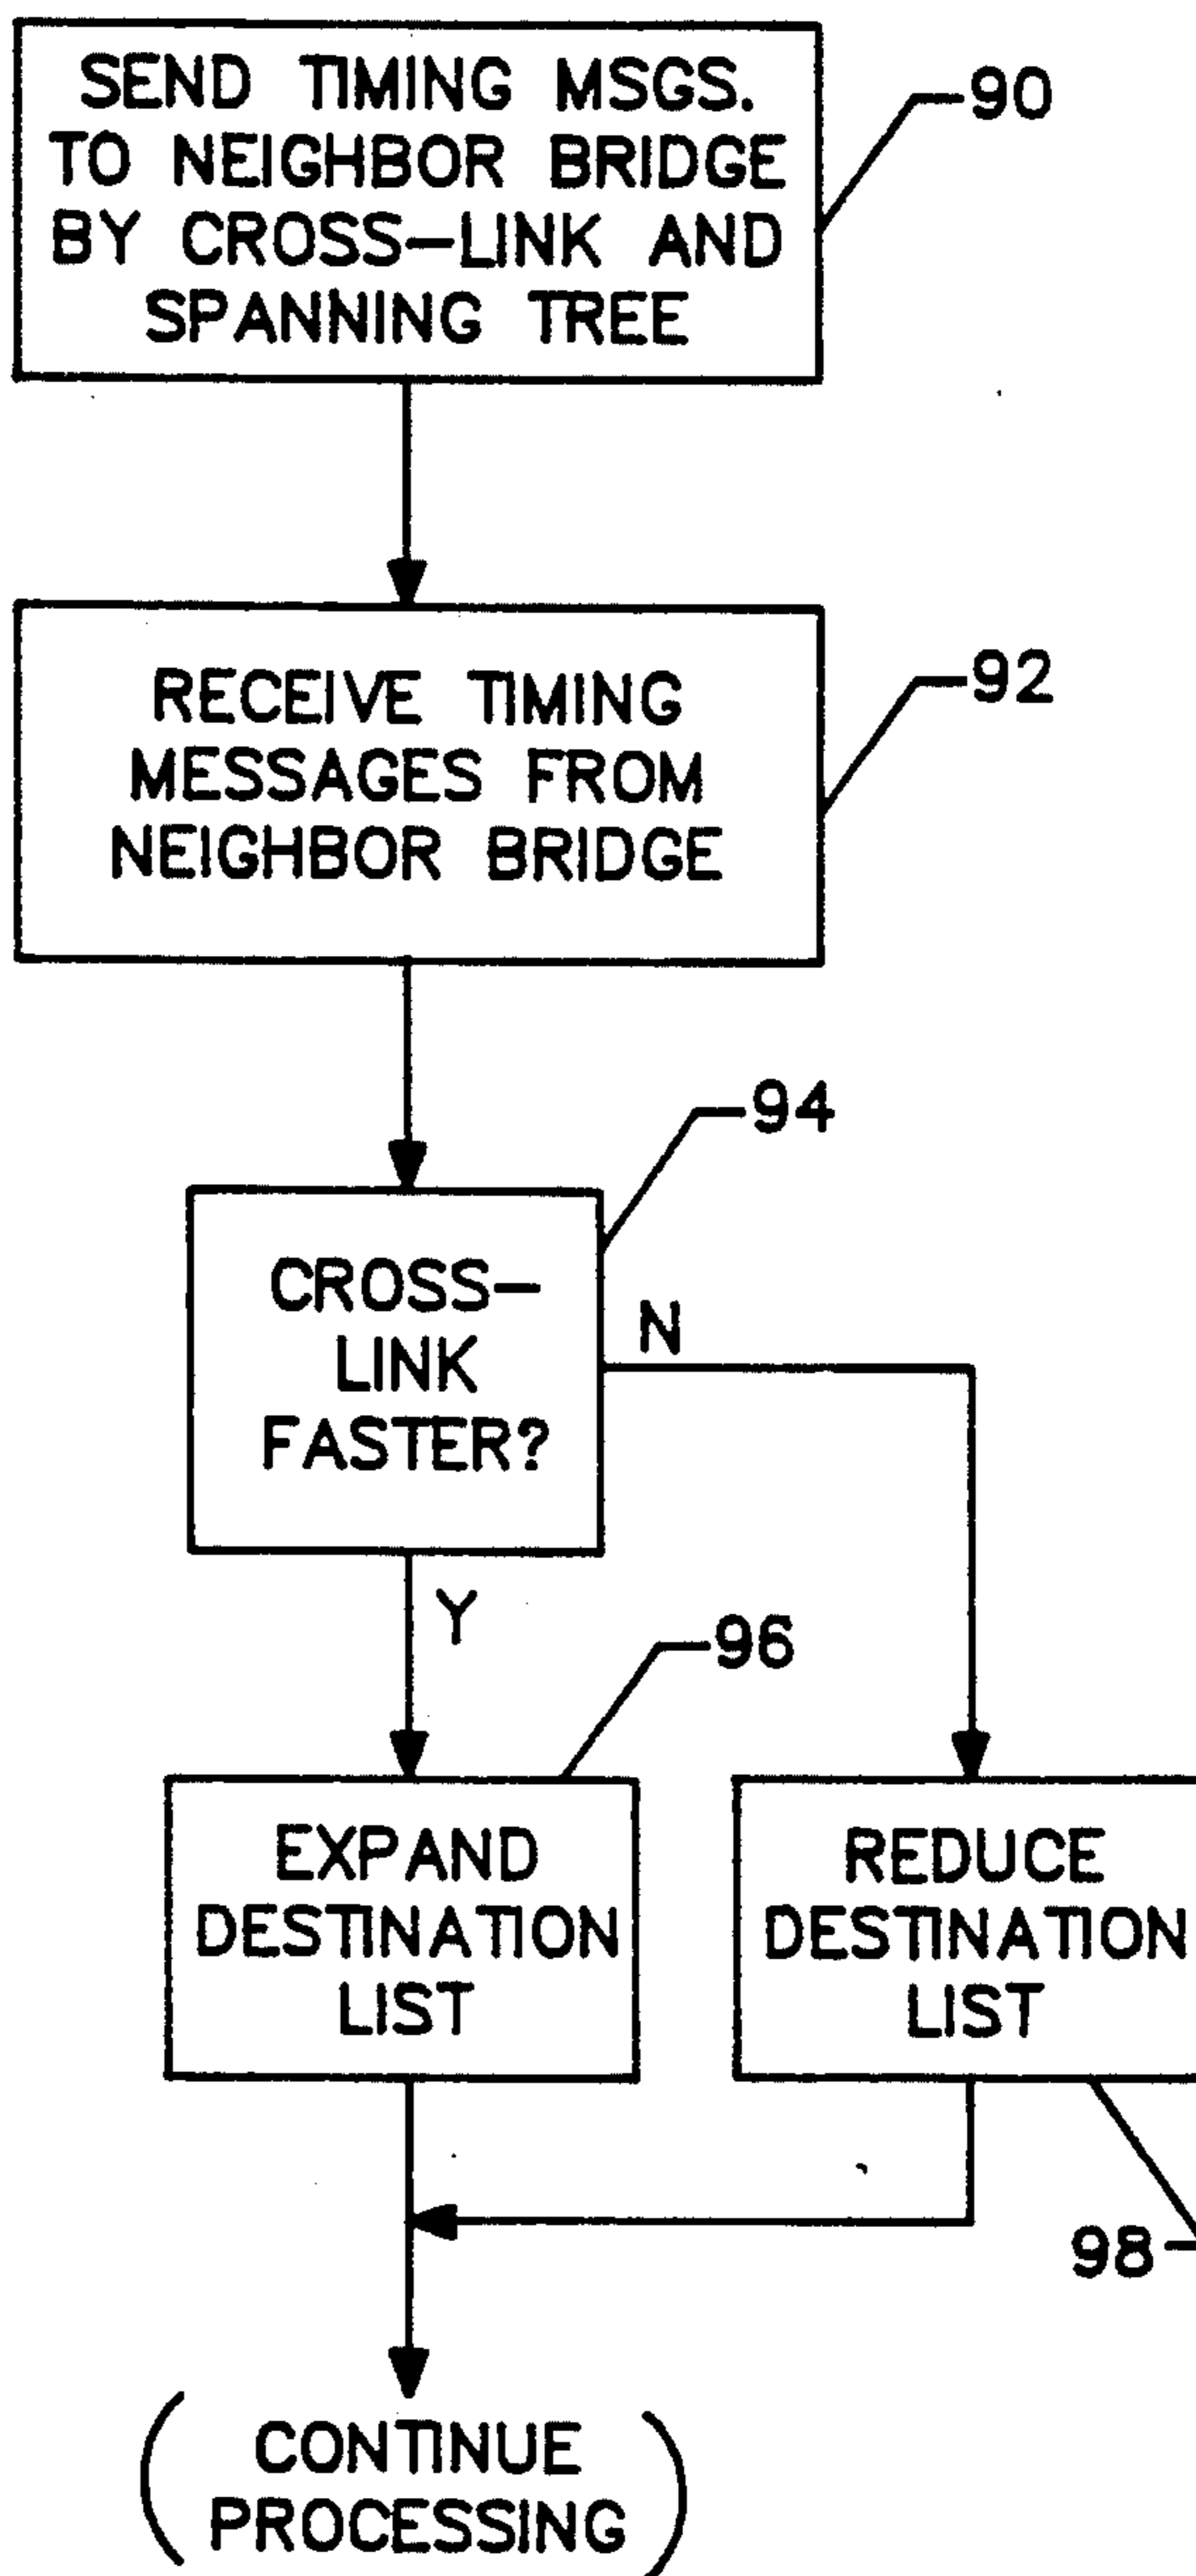 SEND TIMING MSGS.
TO NEIGHBOR BRIDGE
BY CROSS-LINK AND
SPANNING TREE
90
RECEIVE TIMING
MESSAGES FROM
NEIGHBOR BRIDGE
92
94
CROSS-
LINK
FASTER?
N
Y
96
EXPAND
DESTINATION
LIST
REDUCE
DESTINATION
LIST
98
(CONTINUE
PROCESSING)